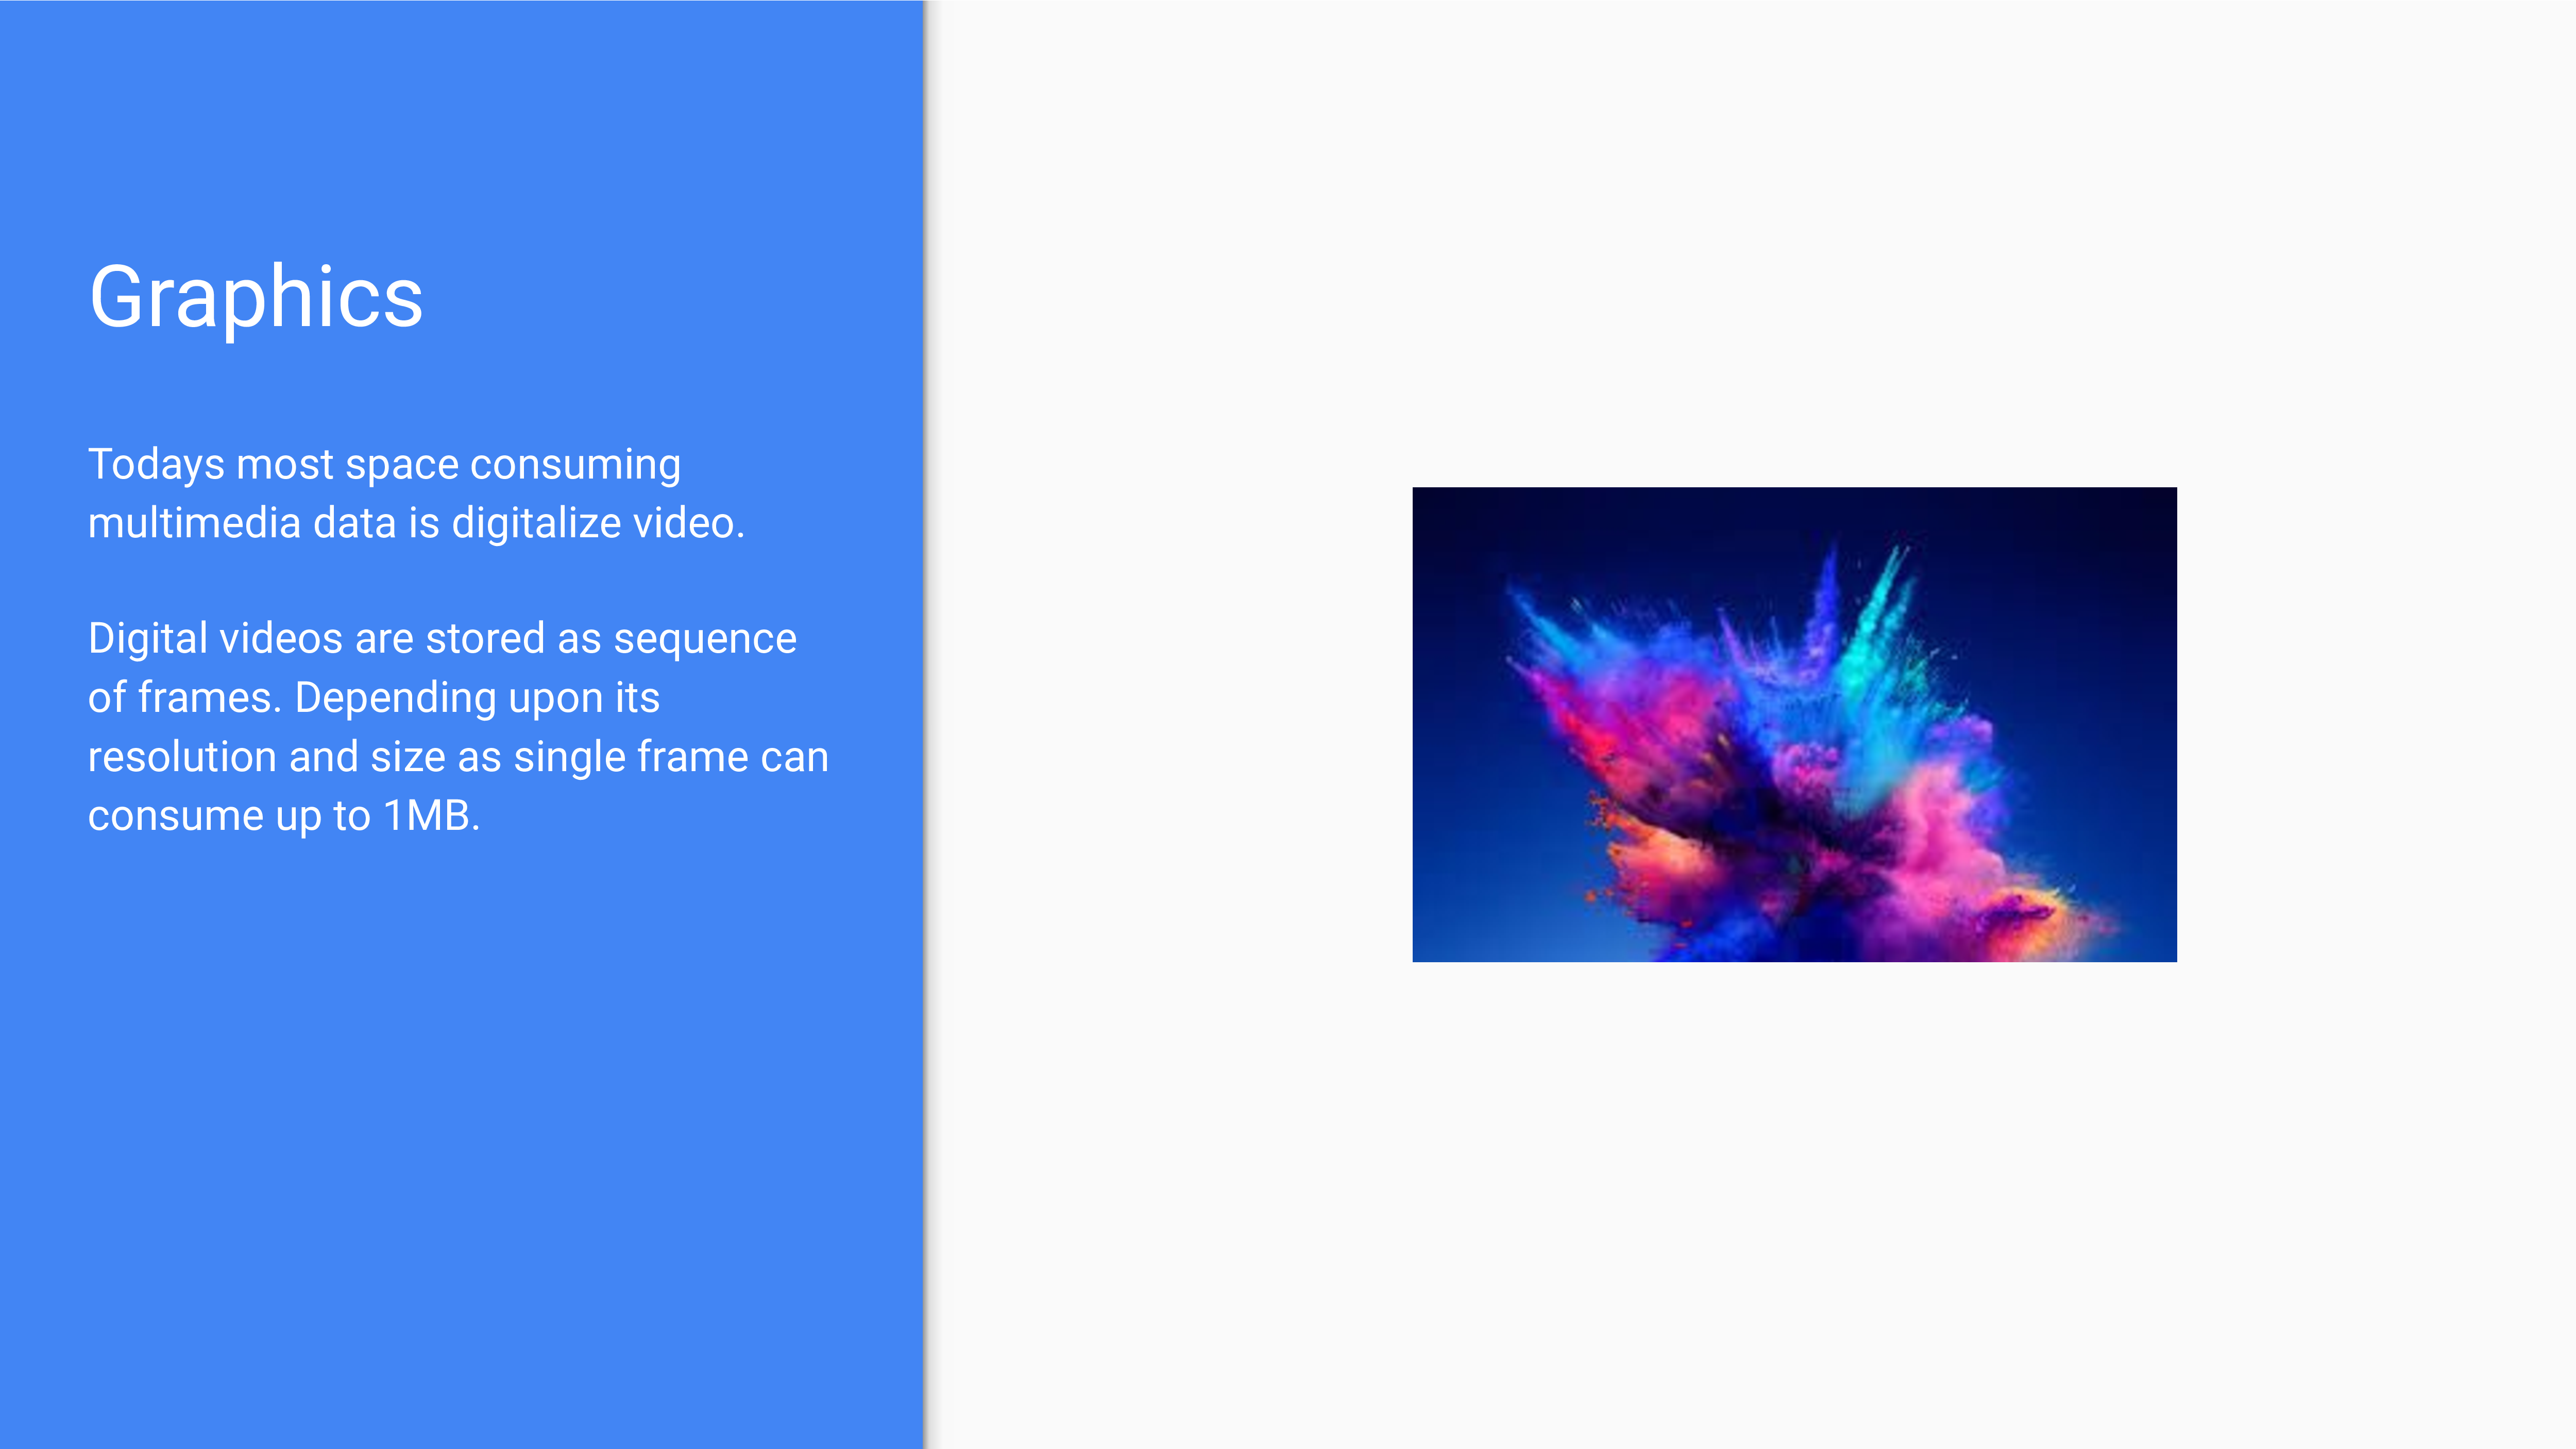 Graphics
Todays most space consuming
multimedia data is digitalize video.
Digital videos are stored as sequence
of frames. Depending upon its
resolution and size as single frame can
consume up to 1MB.